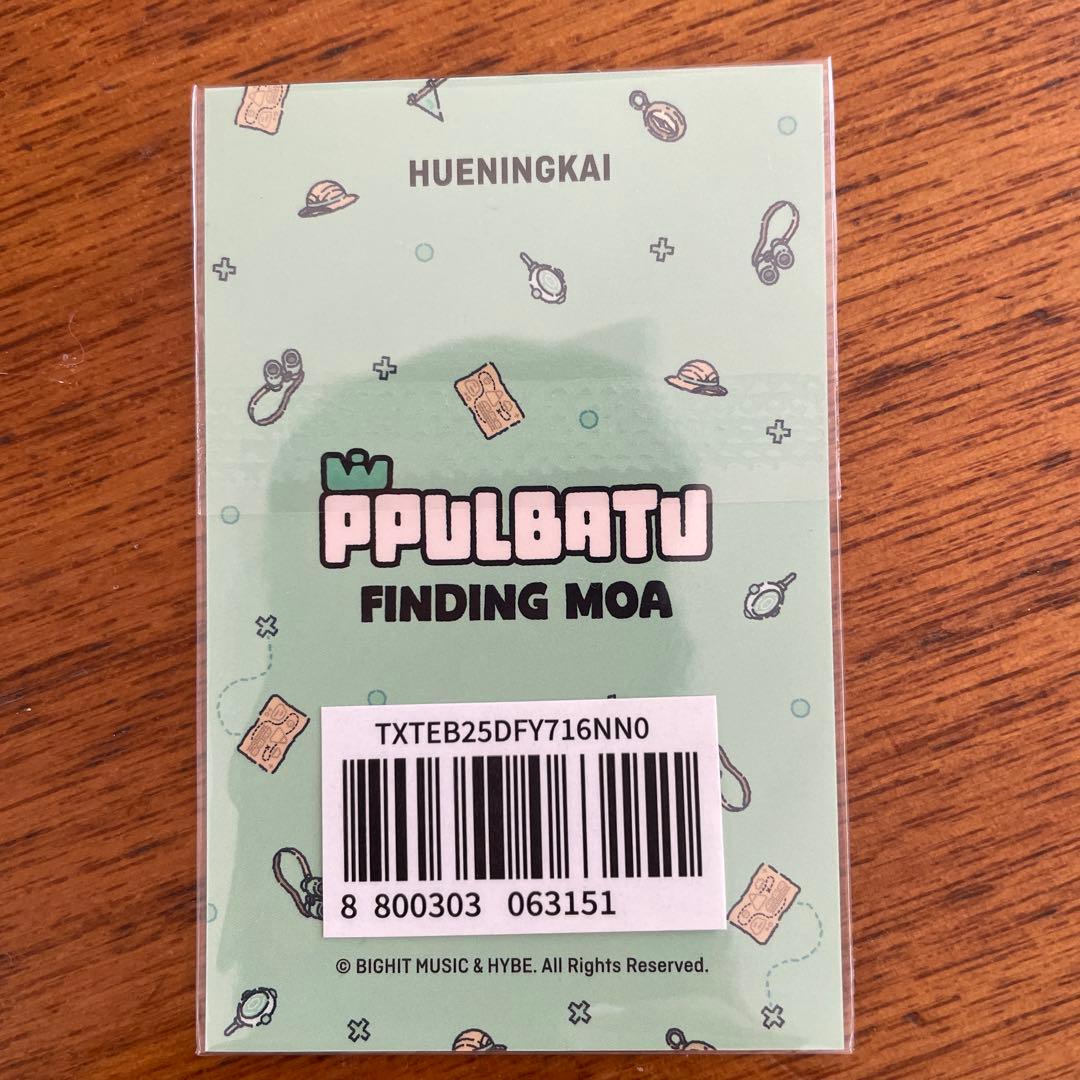 HUENINGKAI
PPULBATU
FINDING MOA
TXTEB25DFY716NN0
8 800303 063151
© BIGHIT MUSIC & HYBE. All Rights Reserved.